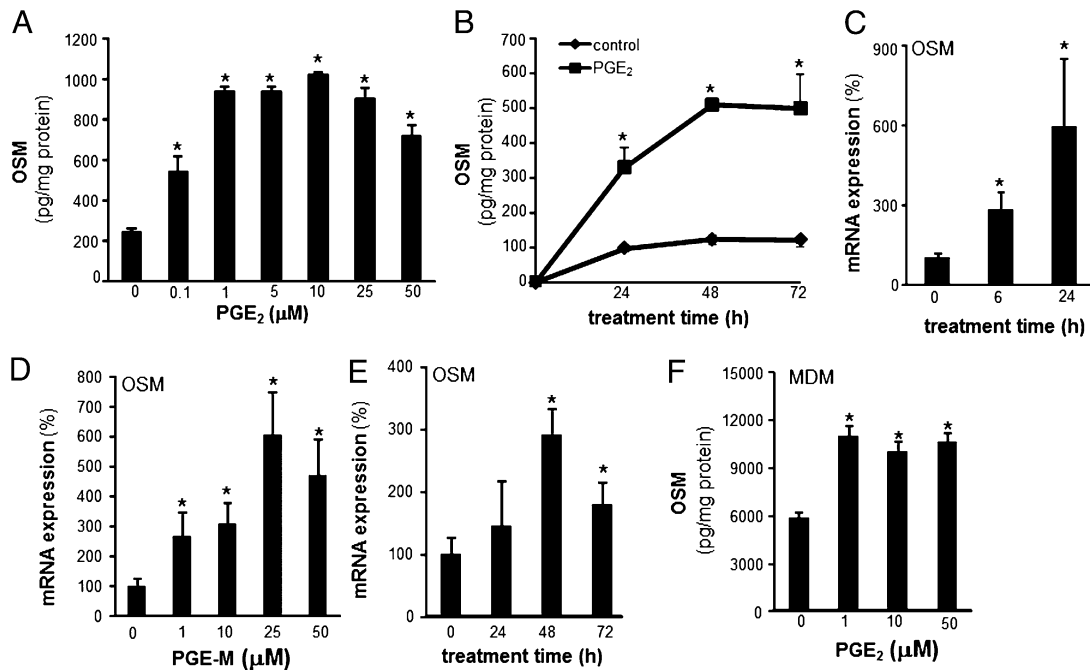 A
OSM
(pg/mg protein)
1200
1000
800
600
400
200
0
* * * * * *
0 0.1 1 5 10 25 50
PGE₂ (μM)
B
OSM
(pg/mg protein)
control
PGE₂
700
600
500
400
300
200
100
0
* * *
24 48 72
treatment time (h)
C
OSM
mRNA expression (%)
900
600
300
0
* *
0 6 24
treatment time (h)
D
OSM
mRNA expression (%)
800
700
600
500
400
300
200
100
0
* * * *
0 1 10 25 50
PGE-M (μM)
E
OSM
mRNA expression (%)
400
300
200
100
0
* *
0 24 48 72
treatment time (h)
F
MDM
OSM
(pg/mg protein)
15000
12000
9000
6000
3000
0
* * *
0 1 10 50
PGE₂ (μM)